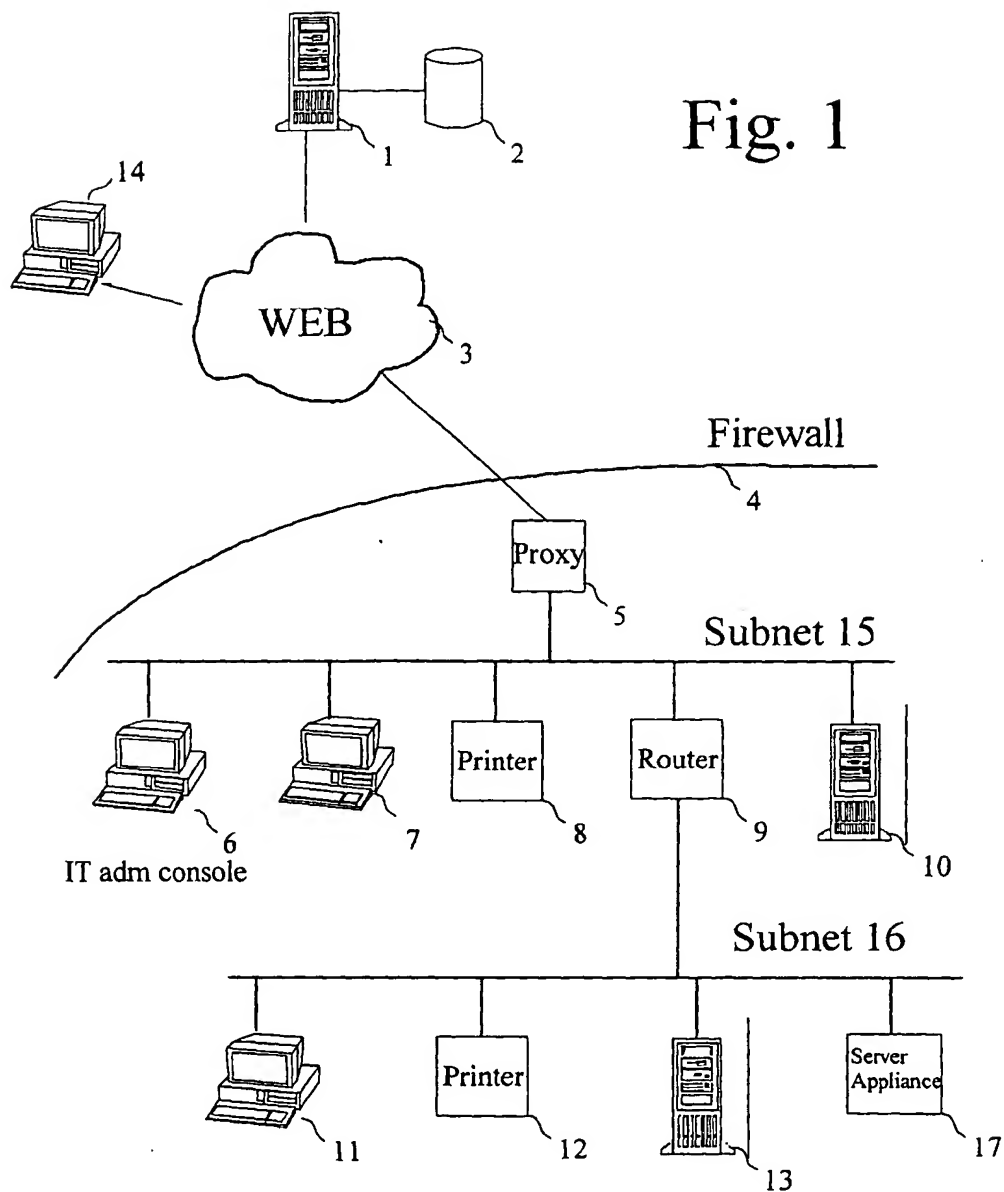 Fig. 1
1
2
14
WEB
3
Firewall
4
Proxy
5
Subnet 15
Printer
Router
6
7
8
9
10
IT adm console
Subnet 16
Printer
Server
Appliance
11
12
13
17